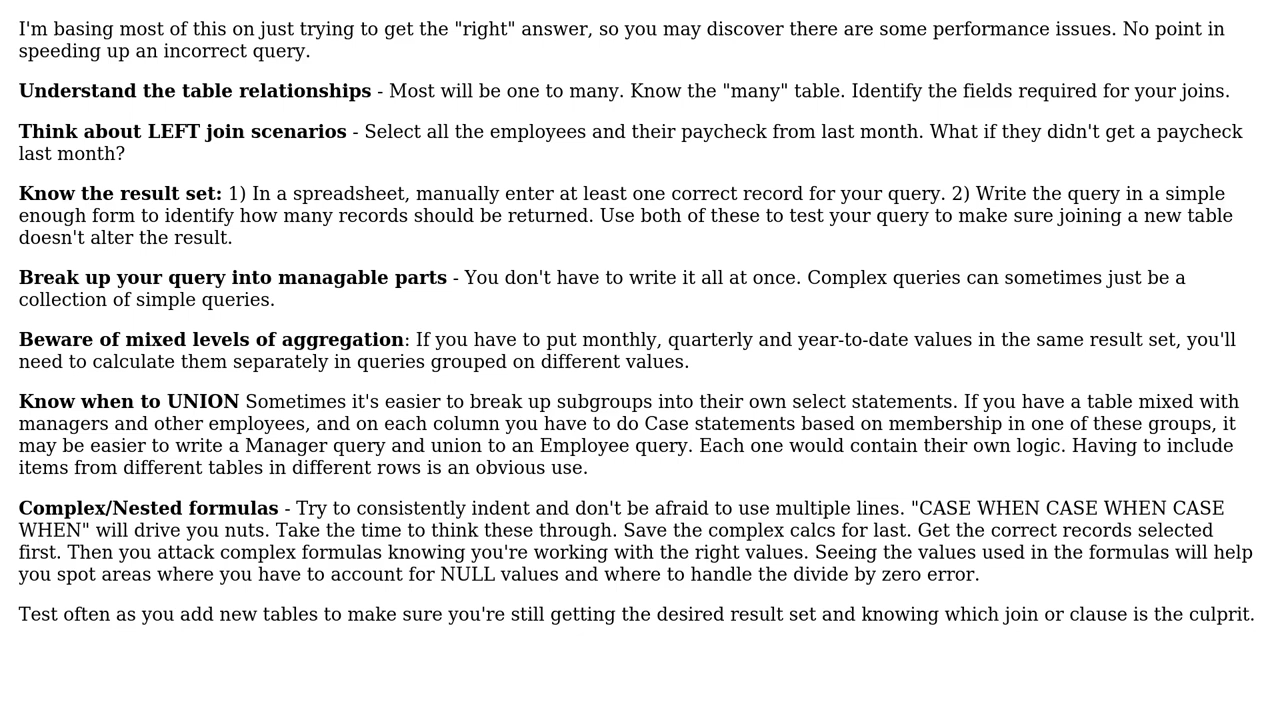 I'm basing most of this on just trying to get the "right" answer, so you may discover there are some performance issues. No point in
speeding up an incorrect query.
Understand the table relationships - Most will be one to many. Know the "many" table. Identify the fields required for your joins.
Think about LEFT join scenarios - Select all the employees and their paycheck from last month. What if they didn't get a paycheck
last month?
Know the result set: 1) In a spreadsheet, manually enter at least one correct record for your query. 2) Write the query in a simple
enough form to identify how many records should be returned. Use both of these to test your query to make sure joining a new table
doesn't alter the result.
Break up your query into managable parts - You don't have to write it all at once. Complex queries can sometimes just be a
collection of simple queries.
Beware of mixed levels of aggregation: If you have to put monthly, quarterly and year-to-date values in the same result set, you'll
need to calculate them separately in queries grouped on different values.
Know when to UNION Sometimes it's easier to break up subgroups into their own select statements. If you have a table mixed with
managers and other employees, and on each column you have to do Case statements based on membership in one of these groups, it
may be easier to write a Manager query and union to an Employee query. Each one would contain their own logic. Having to include
items from different tables in different rows is an obvious use.
Complex/Nested formulas - Try to consistently indent and don't be afraid to use multiple lines. "CASE WHEN CASE WHEN CASE
WHEN" will drive you nuts. Take the time to think these through. Save the complex calcs for last. Get the correct records selected
first. Then you attack complex formulas knowing you're working with the right values. Seeing the values used in the formulas will help
you spot areas where you have to account for NULL values and where to handle the divide by zero error.
Test often as you add new tables to make sure you're still getting the desired result set and knowing which join or clause is the culprit.